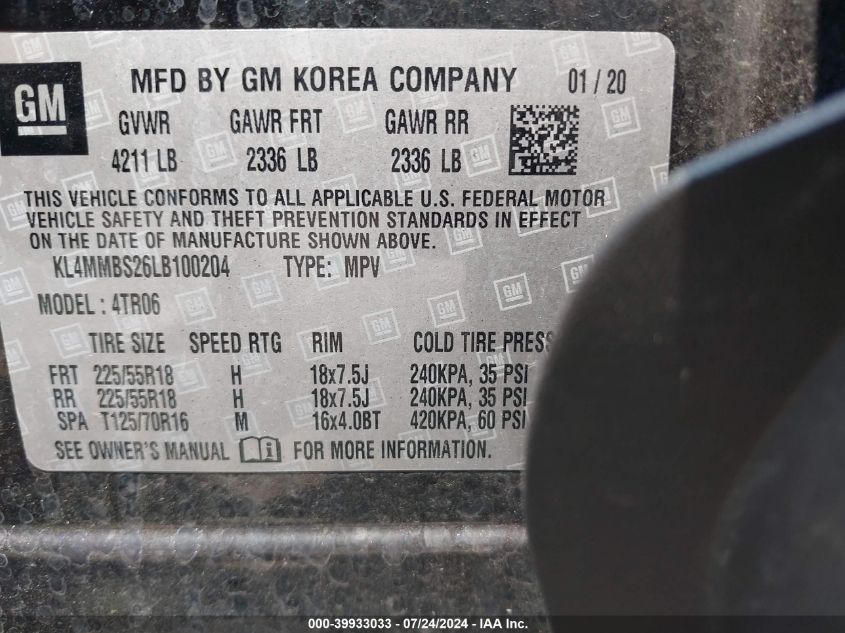 GM
MFD BY GM KOREA COMPANY 01 / 20
GVWR GAWR FRT GAWR RR
4211 LB 2336 LB 2336 LB
THIS VEHICLE CONFORMS TO ALL APPLICABLE U.S. FEDERAL MOTOR
VEHICLE SAFETY AND THEFT PREVENTION STANDARDS IN EFFECT
ON THE DATE OF MANUFACTURE SHOWN ABOVE.
KL4MMBS26LB100204 TYPE: MPV
MODEL : 4TR06
TIRE SIZE SPEED RTG RIM COLD TIRE PRESS
FRT 225/55R18 H 18x7.5J 240KPA, 35 PSI
RR 225/55R18 H 18x7.5J 240KPA, 35 PSI
SPA T125/70R16 M 16x4.0BT 420KPA, 60 PSI
SEE OWNER'S MANUAL FOR MORE INFORMATION.
000-39933033 - 07/24/2024 - IAA Inc.